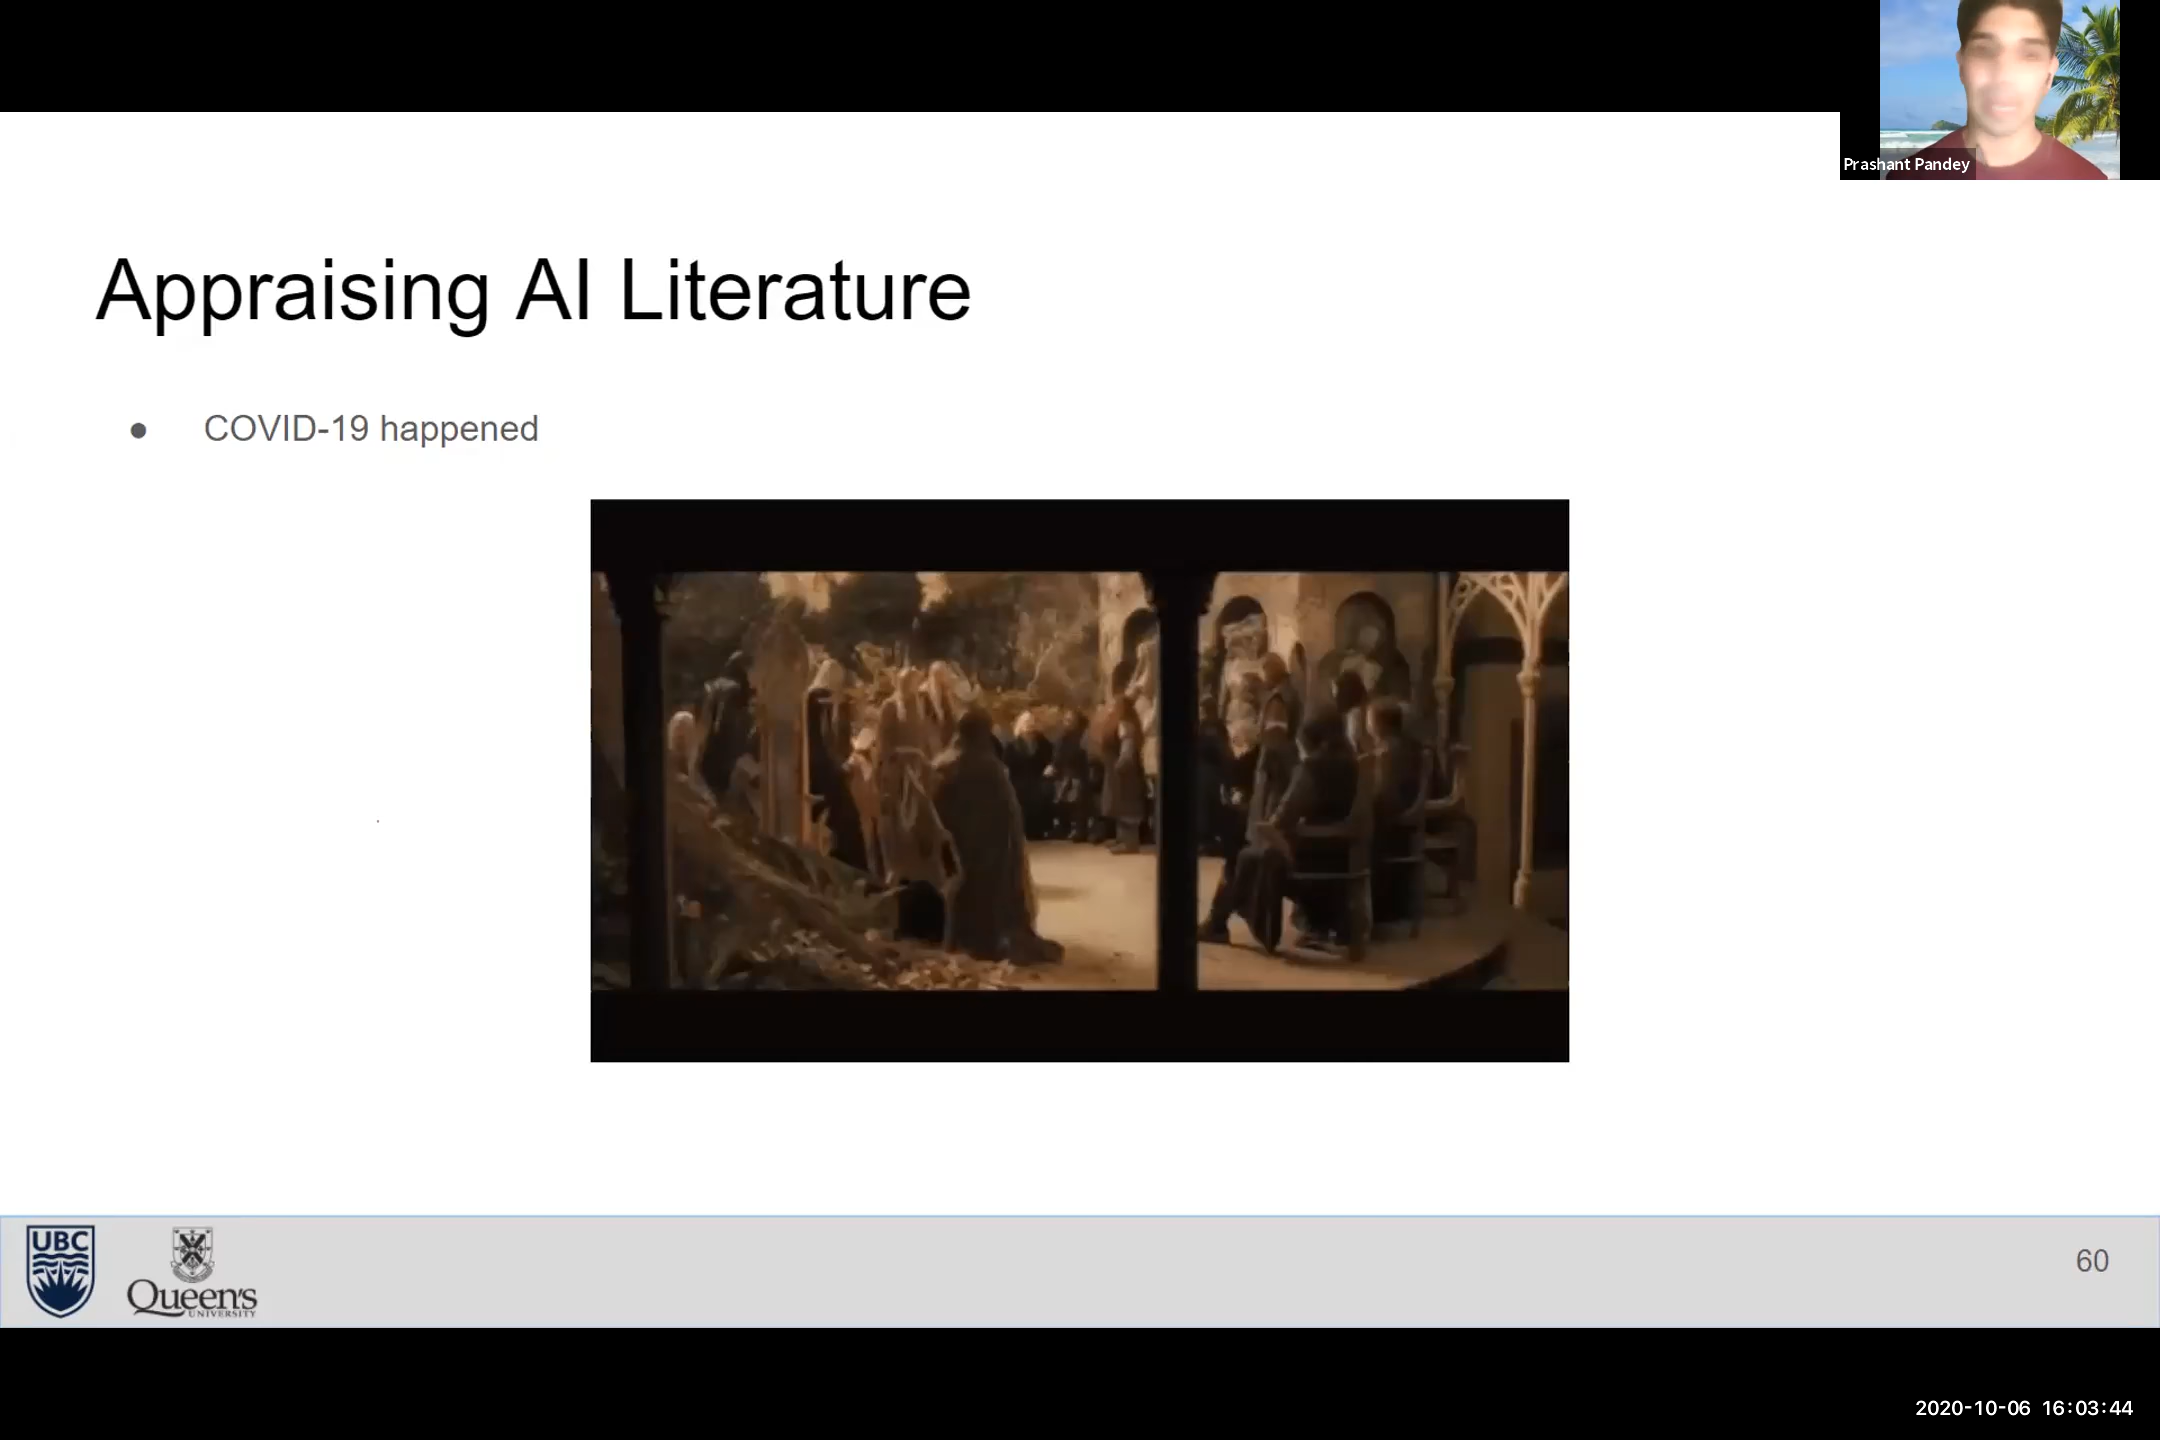 Prashant Pandey
Appraising AI Literature
● COVID-19 happened
UBC
Queen's
UNIVERSITY
60
2020-10-06 16:03:44